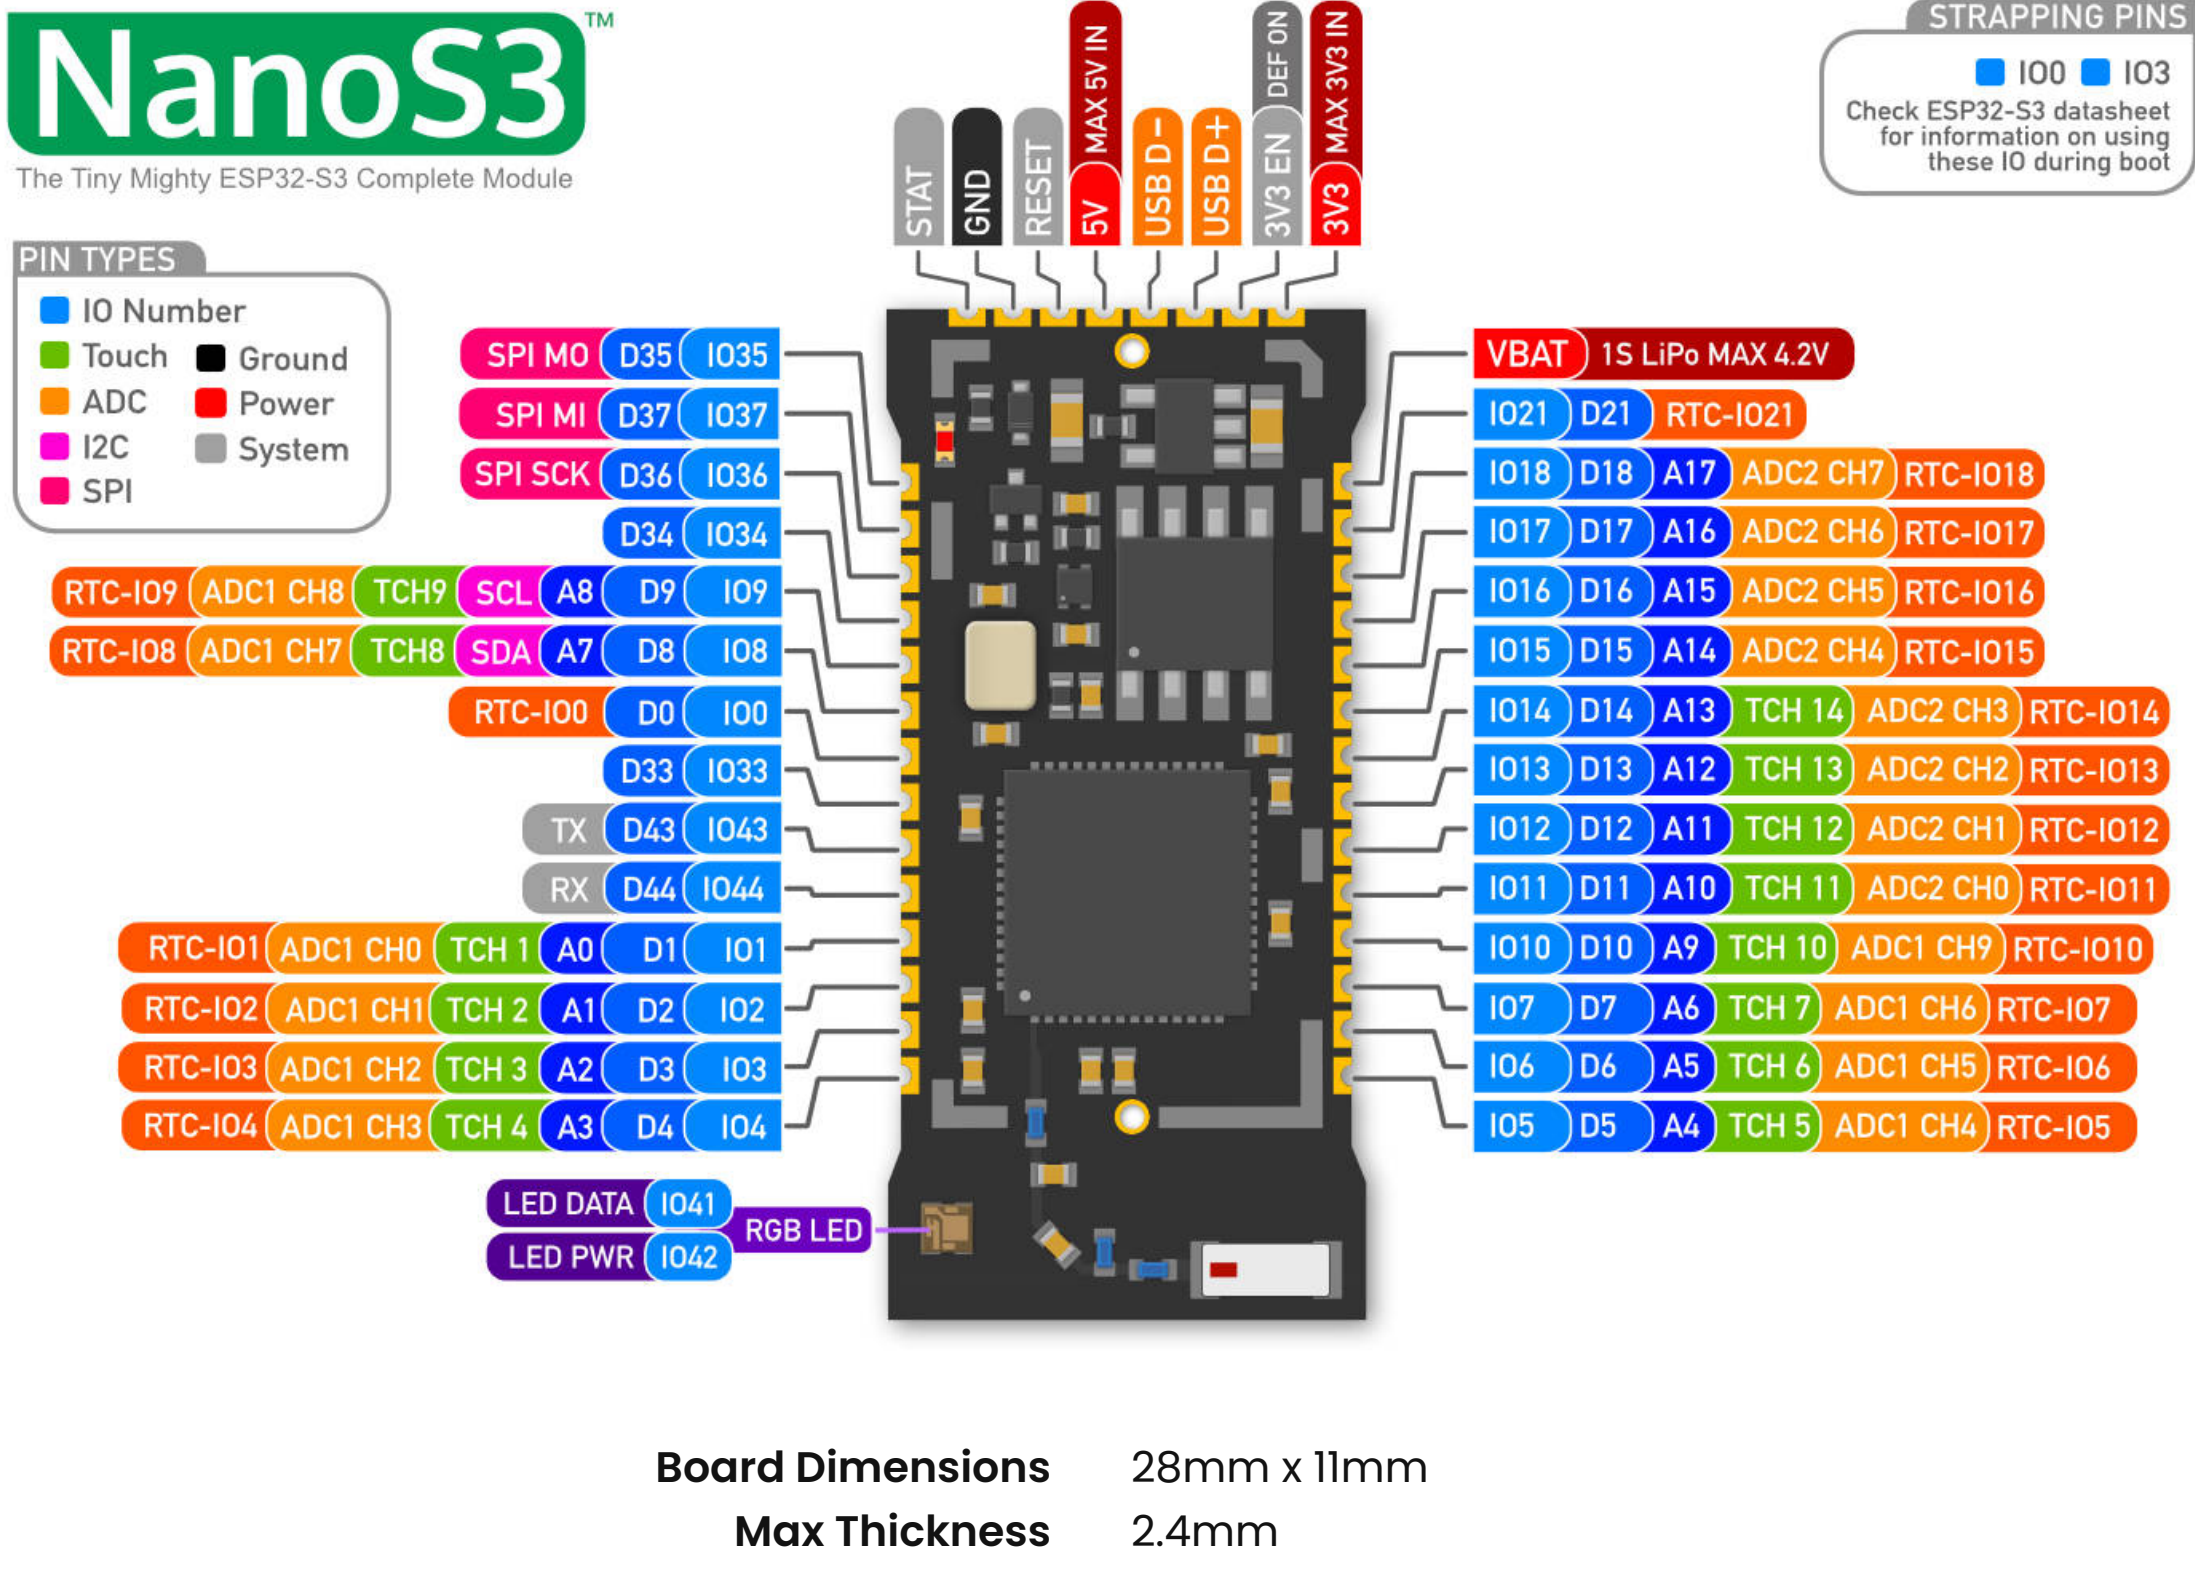 NanoS3™
The Tiny Mighty ESP32-S3 Complete Module
STRAPPING PINS
IO0 IO3
Check ESP32-S3 datasheet
for information on using
these IO during boot
PIN TYPES
IO Number
Touch Ground
ADC Power
I2C System
SPI
STAT
GND
RESET
5V MAX 5V IN
USB D-
USB D+
3V3 EN DEF ON
3V3 MAX 3V3 IN
SPI MO D35 IO35
SPI MI D37 IO37
SPI SCK D36 IO36
D34 IO34
RTC-IO9 ADC1 CH8 TCH9 SCL A8 D9 IO9
RTC-IO8 ADC1 CH7 TCH8 SDA A7 D8 IO8
RTC-IO0 D0 IO0
D33 IO33
TX D43 IO43
RX D44 IO44
RTC-IO1 ADC1 CH0 TCH 1 A0 D1 IO1
RTC-IO2 ADC1 CH1 TCH 2 A1 D2 IO2
RTC-IO3 ADC1 CH2 TCH 3 A2 D3 IO3
RTC-IO4 ADC1 CH3 TCH 4 A3 D4 IO4
LED DATA IO41
LED PWR IO42
RGB LED
VBAT 1S LiPo MAX 4.2V
IO21 D21 RTC-IO21
IO18 D18 A17 ADC2 CH7 RTC-IO18
IO17 D17 A16 ADC2 CH6 RTC-IO17
IO16 D16 A15 ADC2 CH5 RTC-IO16
IO15 D15 A14 ADC2 CH4 RTC-IO15
IO14 D14 A13 TCH 14 ADC2 CH3 RTC-IO14
IO13 D13 A12 TCH 13 ADC2 CH2 RTC-IO13
IO12 D12 A11 TCH 12 ADC2 CH1 RTC-IO12
IO11 D11 A10 TCH 11 ADC2 CH0 RTC-IO11
IO10 D10 A9 TCH 10 ADC1 CH9 RTC-IO10
IO7 D7 A6 TCH 7 ADC1 CH6 RTC-IO7
IO6 D6 A5 TCH 6 ADC1 CH5 RTC-IO6
IO5 D5 A4 TCH 5 ADC1 CH4 RTC-IO5
Board Dimensions 28mm x 11mm
Max Thickness 2.4mm